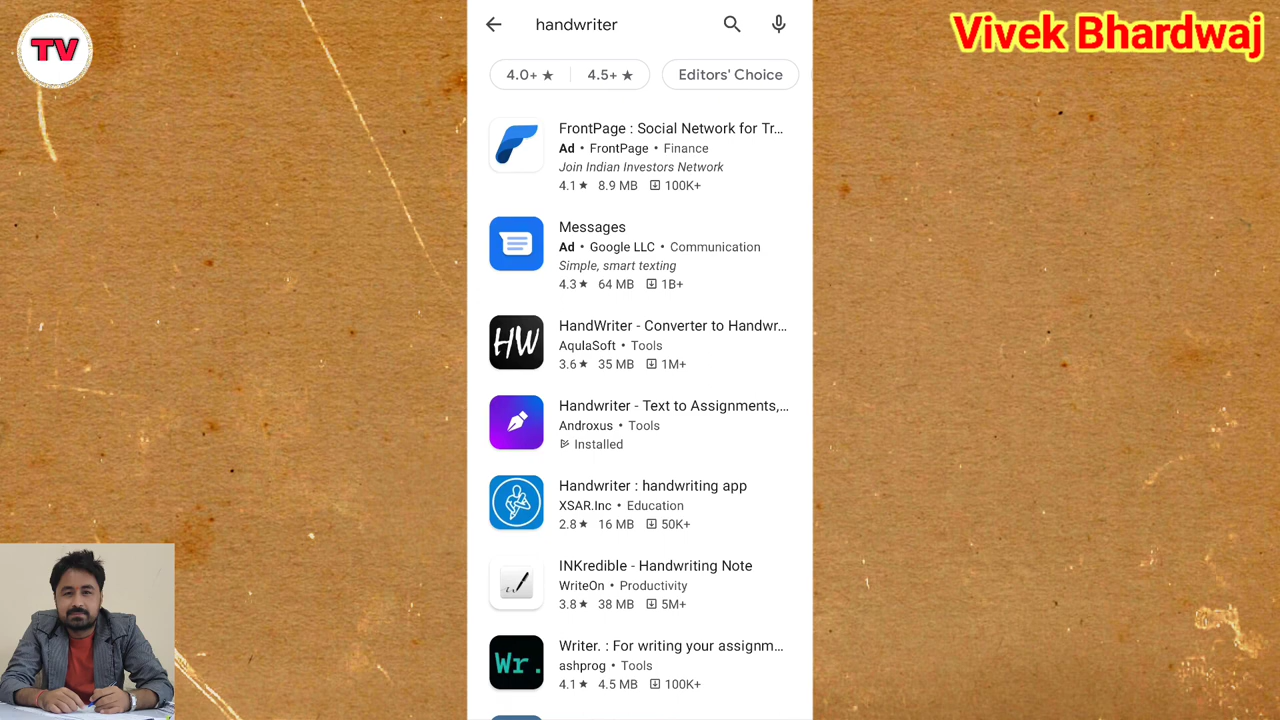 TV
Vivek Bhardwaj
handwriter
4.0+ ★ 4.5+ ★ Editors' Choice
FrontPage : Social Network for Tr...
Ad • FrontPage • Finance
Join Indian Investors Network
4.1 ★ 8.9 MB 100K+
Messages
Ad • Google LLC • Communication
Simple, smart texting
4.3 ★ 64 MB 1B+
HW
HandWriter - Converter to Handwr...
AqulaSoft • Tools
3.6 ★ 35 MB 1M+
Handwriter - Text to Assignments,...
Androxus • Tools
Installed
Handwriter : handwriting app
XSAR.Inc • Education
2.8 ★ 16 MB 50K+
INKredible - Handwriting Note
WriteOn • Productivity
3.8 ★ 38 MB 5M+
Wr.
Writer. : For writing your assignm...
ashprog • Tools
4.1 ★ 4.5 MB 100K+